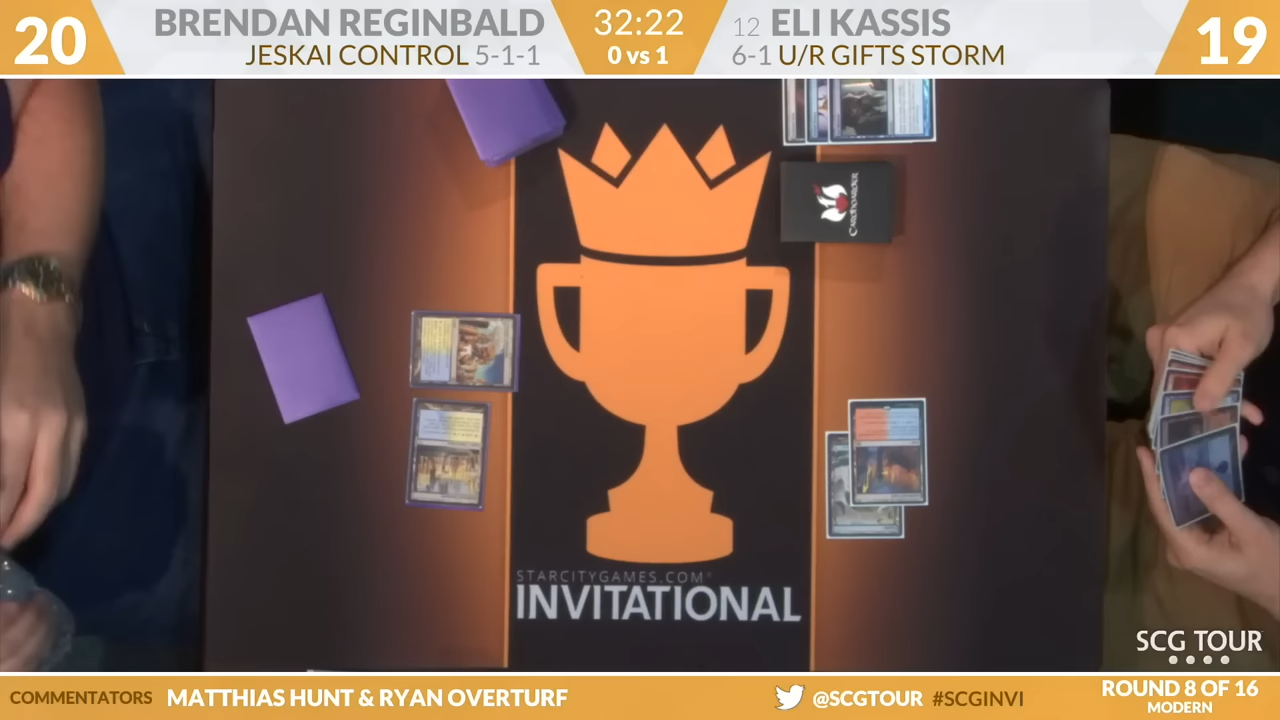 20
BRENDAN REGINBALD
JESKAI CONTROL 5-1-1
32:22
0 vs 1
12 ELI KASSIS
6-1 U/R GIFTS STORM
19
CARDHOARDER
STARCITYGAMES.COM®
INVITATIONAL
SCG TOUR
COMMENTATORS MATTHIAS HUNT & RYAN OVERTURF
@SCGTOUR #SCGINVI
ROUND 8 OF 16
MODERN